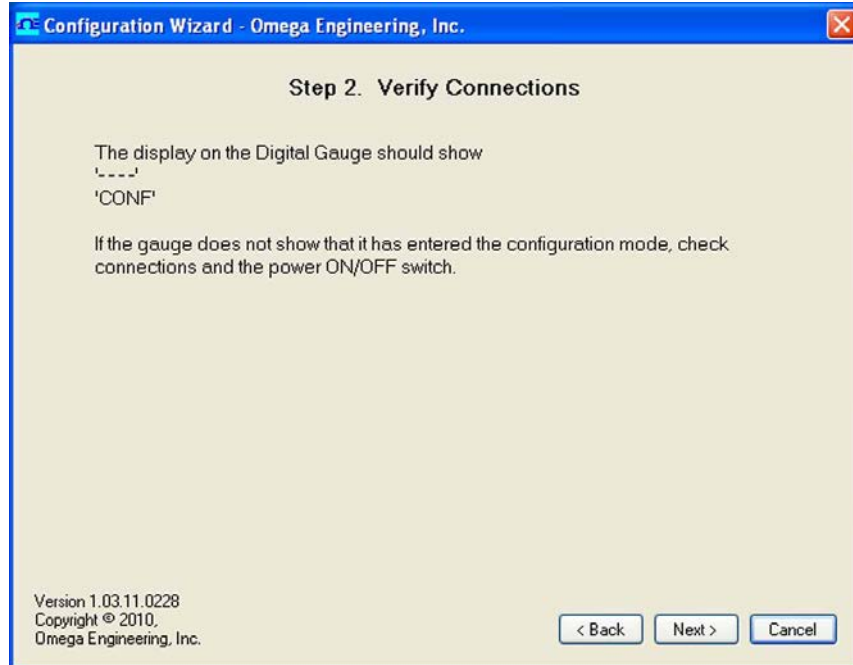 Configuration Wizard - Omega Engineering, Inc.
Step 2. Verify Connections
The display on the Digital Gauge should show
'----'
'CONF'
If the gauge does not show that it has entered the configuration mode, check
connections and the power ON/OFF switch.
Version 1.03.11.0228
Copyright © 2010,
Omega Engineering, Inc.
< Back Next > Cancel